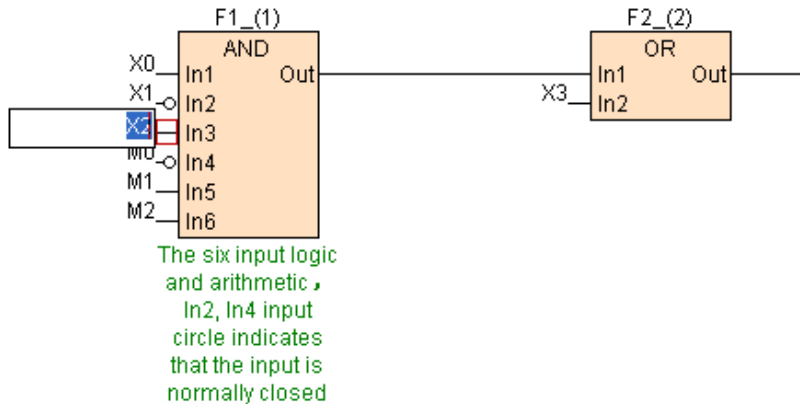 F1_(1)
AND
X0 In1 Out
X1 In2
X2 In3
M0 In4
M1 In5
M2 In6
The six input logic
and arithmetic，
In2, In4 input
circle indicates
that the input is
normally closed
F2_(2)
OR
In1 Out
X3 In2